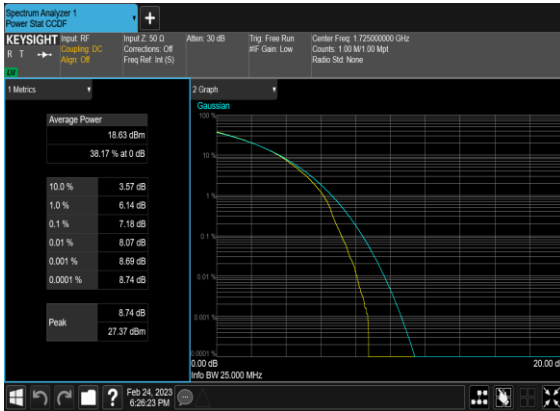 Spectrum Analyzer 1
Power Stat CCDF
KEYSIGHT
R T
LV
Input: RF
Coupling: DC
Align: Off
Input Z: 50 Ω
Corrections: Off
Freq Ref: Int (S)
Atten: 30 dB
Trig: Free Run
#IF Gain: Low
Center Freq: 1.725000000 GHz
Counts: 1.00 M/1.00 Mpt
Radio Std: None
1 Metrics
Average Power
18.63 dBm
38.17 % at 0 dB
10.0 % 3.57 dB
1.0 % 6.14 dB
0.1 % 7.18 dB
0.01 % 8.07 dB
0.001 % 8.69 dB
0.0001 % 8.74 dB
Peak
8.74 dB
27.37 dBm
2 Graph
Gaussian
100 %
10 %
1 %
0.1 %
0.01 %
0.001 %
0.0001 %
0.00 dB
20.00 d
Info BW 25.000 MHz
Feb 24, 2023
6:26:23 PM